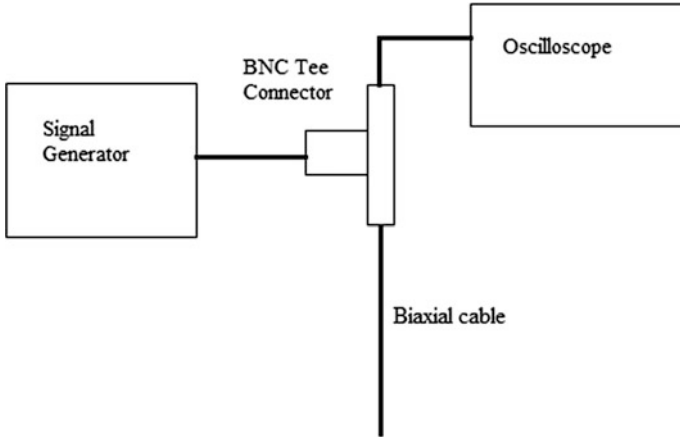 Oscilloscope
BNC Tee
Connector
Signal
Generator
Biaxial cable